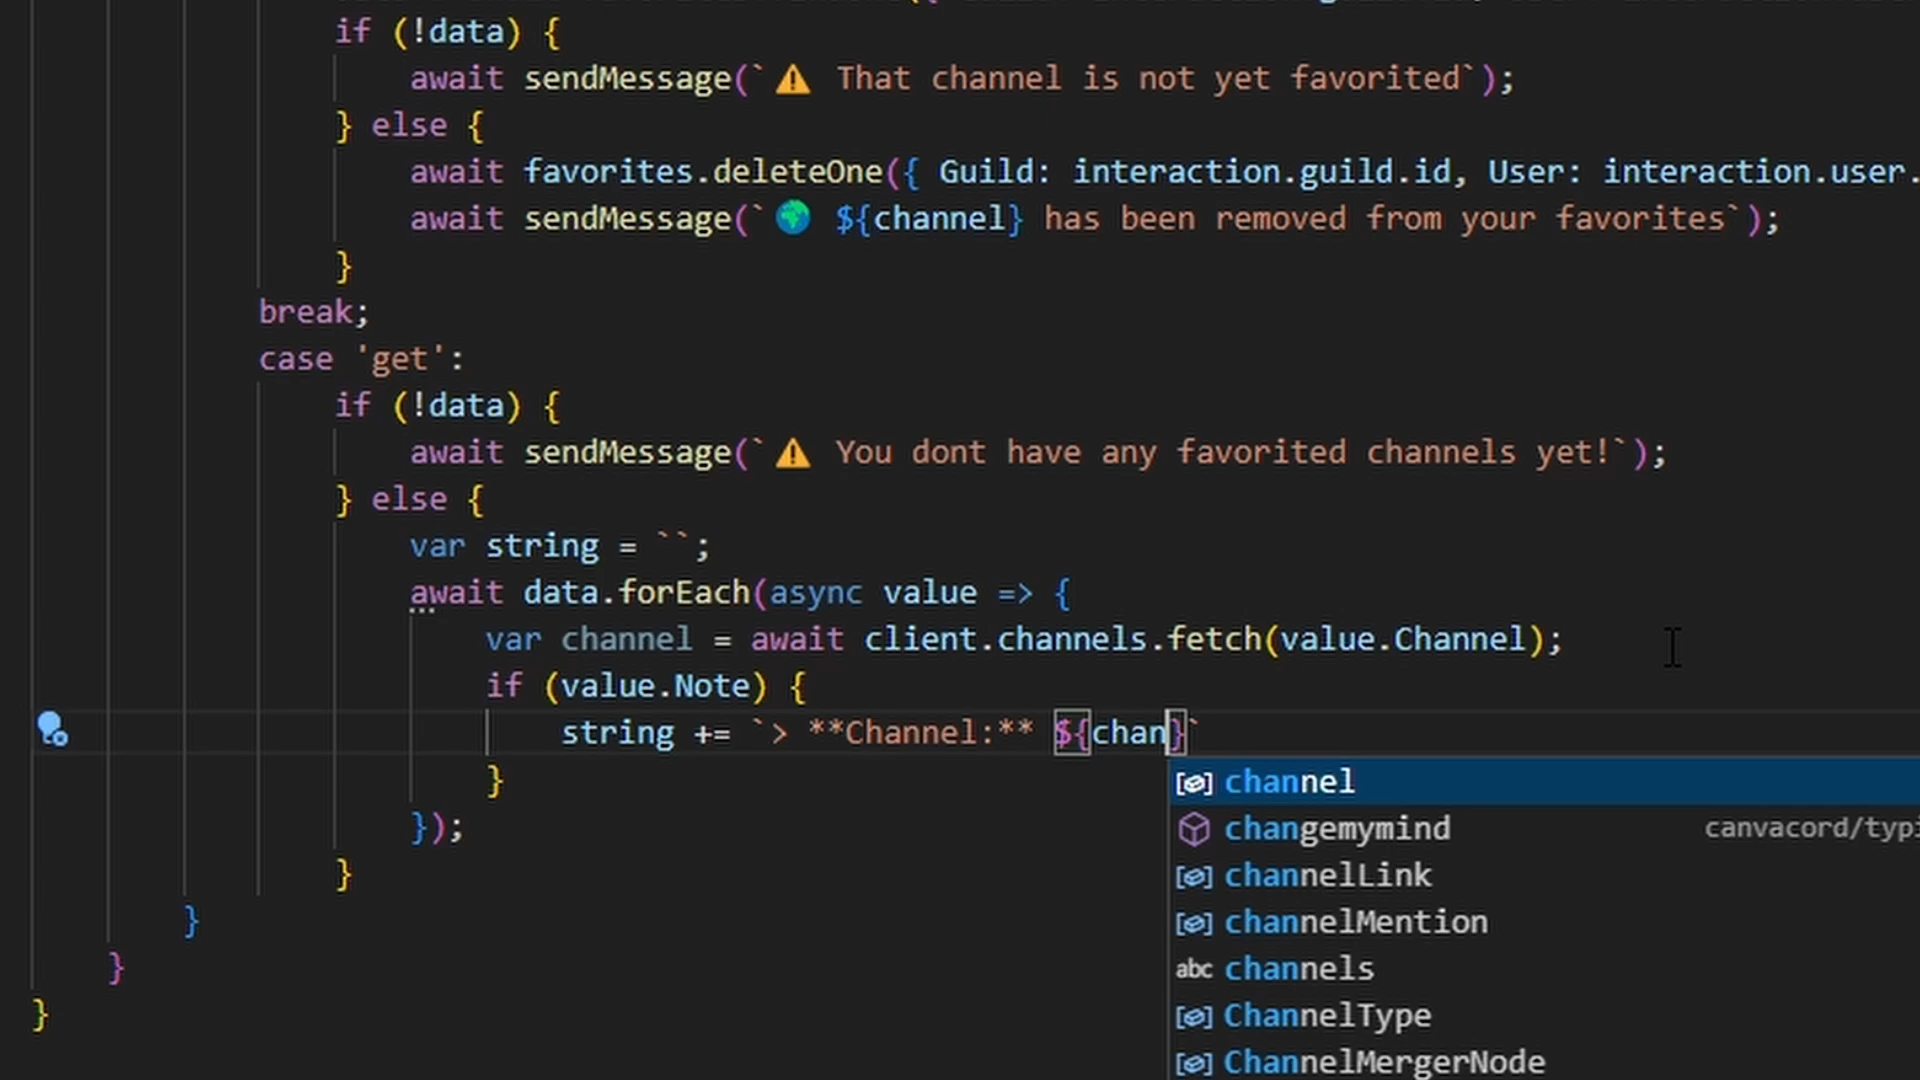 if (!data) {
await sendMessage(`⚠️ That channel is not yet favorited`);
} else {
await favorites.deleteOne({ Guild: interaction.guild.id, User: interaction.user.
await sendMessage(`🌍 ${channel} has been removed from your favorites`);
}
break;
case 'get':
if (!data) {
await sendMessage(`⚠️ You dont have any favorited channels yet!`);
} else {
var string = ``;
await data.forEach(async value => {
var channel = await client.channels.fetch(value.Channel);
if (value.Note) {
string += `> **Channel:** ${chan}`
}
});
}
}
}
}
channel
changemymind canvacord/typi
channelLink
channelMention
abc channels
ChannelType
ChannelMergerNode